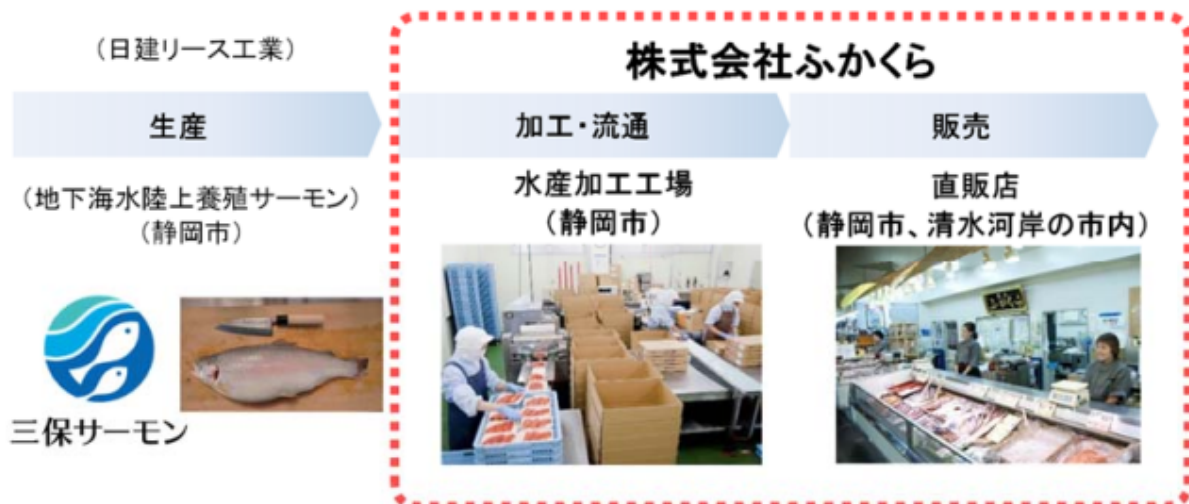 （日建リース工業）
株式会社ふかくら
生産
加工・流通
販売
（地下海水陸上養殖サーモン）
（静岡市）
水産加工工場
（静岡市）
直販店
（静岡市、清水河岸の市内）
三保サーモン